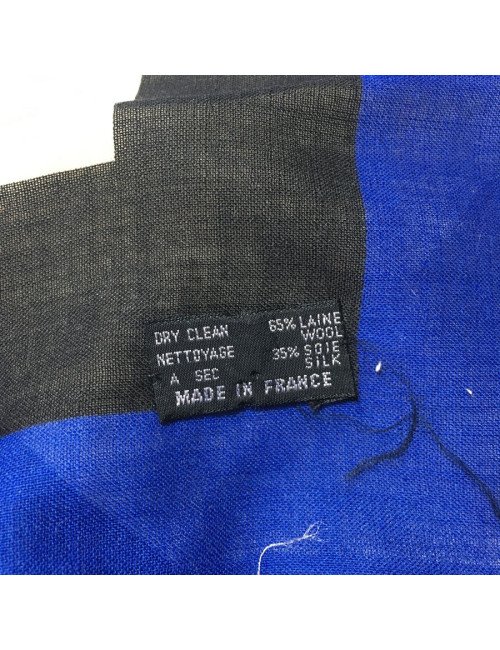 DRY CLEAN 65% LAINE
WOOL
NETTOYAGE 35% SOIE
A SEC SILK
MADE IN FRANCE